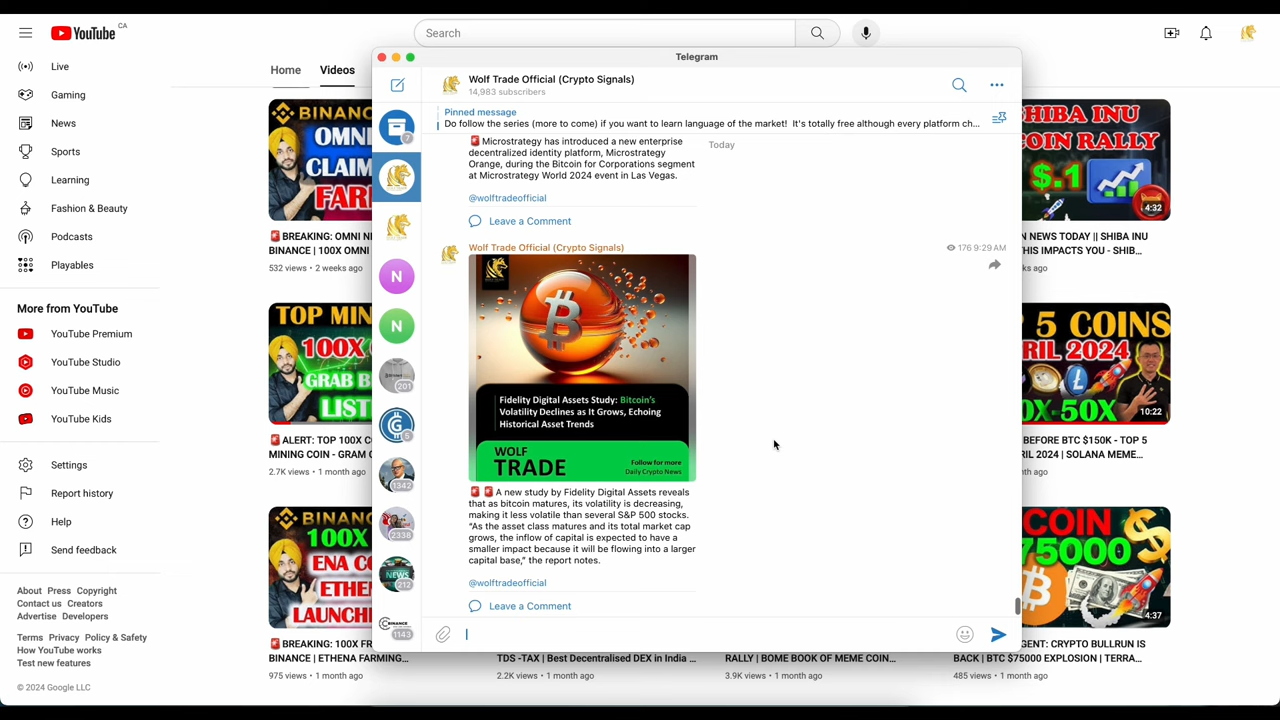 YouTube CA
Search
Live
Gaming
News
Sports
Learning
Fashion & Beauty
Podcasts
Playables
More from YouTube
YouTube Premium
YouTube Studio
YouTube Music
YouTube Kids
Settings
Report history
Help
Send feedback
About Press Copyright
Contact us Creators
Advertise Developers
Terms Privacy Policy & Safety
How YouTube works
Test new features
© 2024 Google LLC
Home Videos
BINANC
OMNI
CLAIM
FAR
🚨BREAKING: OMNI N
BINANCE | 100X OMNI
532 views • 2 weeks ago
TOP MIN
100X
GRAB B
LIST
🚨ALERT: TOP 100X C
MINING COIN - GRAM C
2.7K views • 1 month ago
BINAN
100X
ENA CO
ETHE
LAUNCH
🚨BREAKING: 100X FR
BINANCE | ETHENA FARMING...
975 views • 1 month ago
Telegram
Wolf Trade Official (Crypto Signals)
14,983 subscribers
Pinned message
Do follow the series (more to come) if you want to learn language of the market! It's totally free although every platform ch...
Today
🚨Microstrategy has introduced a new enterprise
decentralized identity platform, Microstrategy
Orange, during the Bitcoin for Corporations segment
at Microstrategy World 2024 event in Las Vegas.
@wolftradeofficial
Leave a Comment
Wolf Trade Official (Crypto Signals)
176 9:29 AM
Fidelity Digital Assets Study: Bitcoin's
Volatility Declines as It Grows, Echoing
Historical Asset Trends
WOLF
TRADE
Follow for more
Daily Crypto News
🚨 🚨 A new study by Fidelity Digital Assets reveals
that as bitcoin matures, its volatility is decreasing,
making it less volatile than several S&P 500 stocks.
"As the asset class matures and its total market cap
grows, the inflow of capital is expected to have a
smaller impact because it will be flowing into a larger
capital base," the report notes.
@wolftradeofficial
Leave a Comment
7
N
N
201
6
1342
2338
NEWS
212
BINANCE
1143
TDS -TAX | Best Decentralised DEX in India ...
2.2K views • 1 month ago
RALLY | BOME BOOK OF MEME COIN...
3.9K views • 1 month ago
SHIBA INU
OIN RALLY
$.1
4:32
N NEWS TODAY || SHIBA
THIS IMPACTS YOU - SHIB...
ks ago
5 COINS
RIL 2024
0X-50X
10:22
BEFORE BTC $150K - TOP 5
RIL 2024 | SOLANA MEME...
th ago
COIN
75000
4:37
GENT: CRYPTO BULLRUN IS
BACK | BTC $75000 EXPLOSION | TERRA...
485 views • 1 month ago